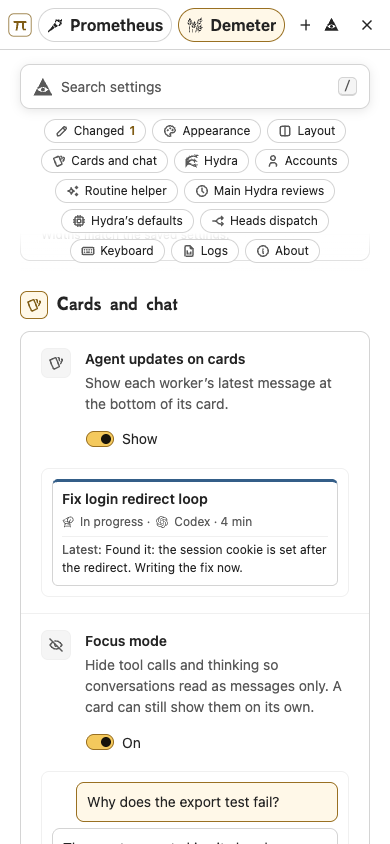 π Prometheus Demeter
Search settings /
Changed 1 Appearance Layout
Cards and chat Hydra Accounts
Routine helper Main Hydra reviews
Hydra's defaults Heads dispatch
Keyboard Logs About
Cards and chat
Agent updates on cards
Show each worker’s latest message at
the bottom of its card.
Show
Fix login redirect loop
In progress · Codex · 4 min
Latest: Found it: the session cookie is set after
the redirect. Writing the fix now.
Focus mode
Hide tool calls and thinking so
conversations read as messages only. A
card can still show them on its own.
On
Why does the export test fail?